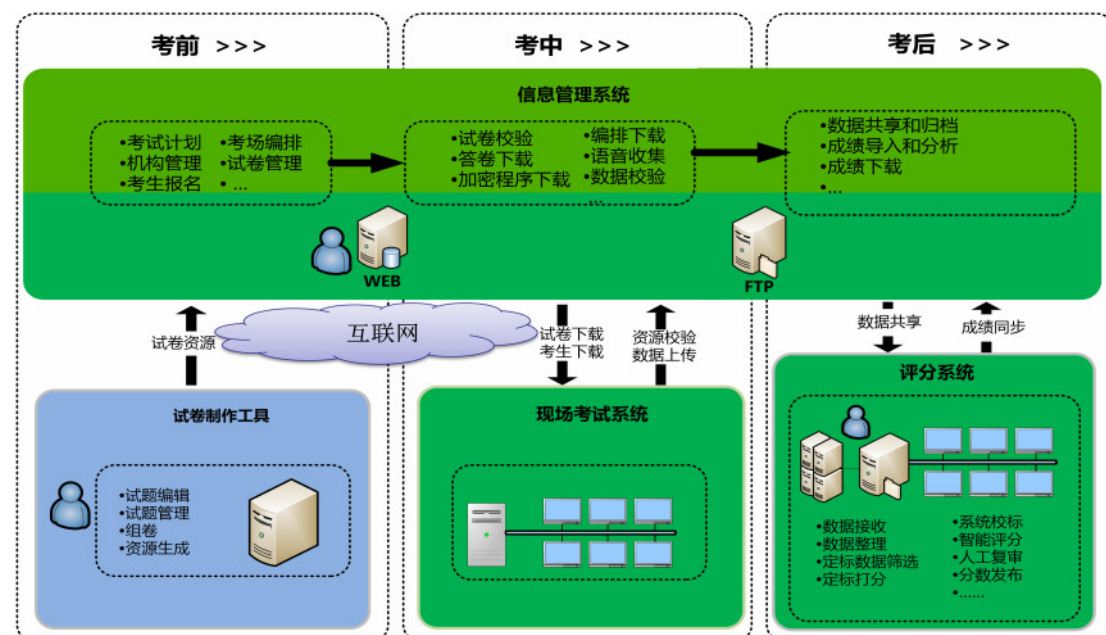 考前 >>>
考中 >>>
考后 >>>
信息管理系统
•考试计划
•机构管理
•考生报名
•考场编排
•试卷管理
• ...
•试卷校验
•答卷下载
•加密程序下载
•编排下载
•语音收集
•数据校验
...
•数据共享和归档
•成绩导入和分析
•成绩下载
•...
WEB
FTP
试卷资源
互联网
试卷下载
考生下载
资源校验
数据上传
数据共享
成绩同步
试卷制作工具
•试题编辑
•试题管理
•组卷
•资源生成
现场考试系统
评分系统
•数据接收
•数据整理
•定标数据筛选
•定标打分
•系统校标
•智能评分
•人工复审
•分数发布
•......